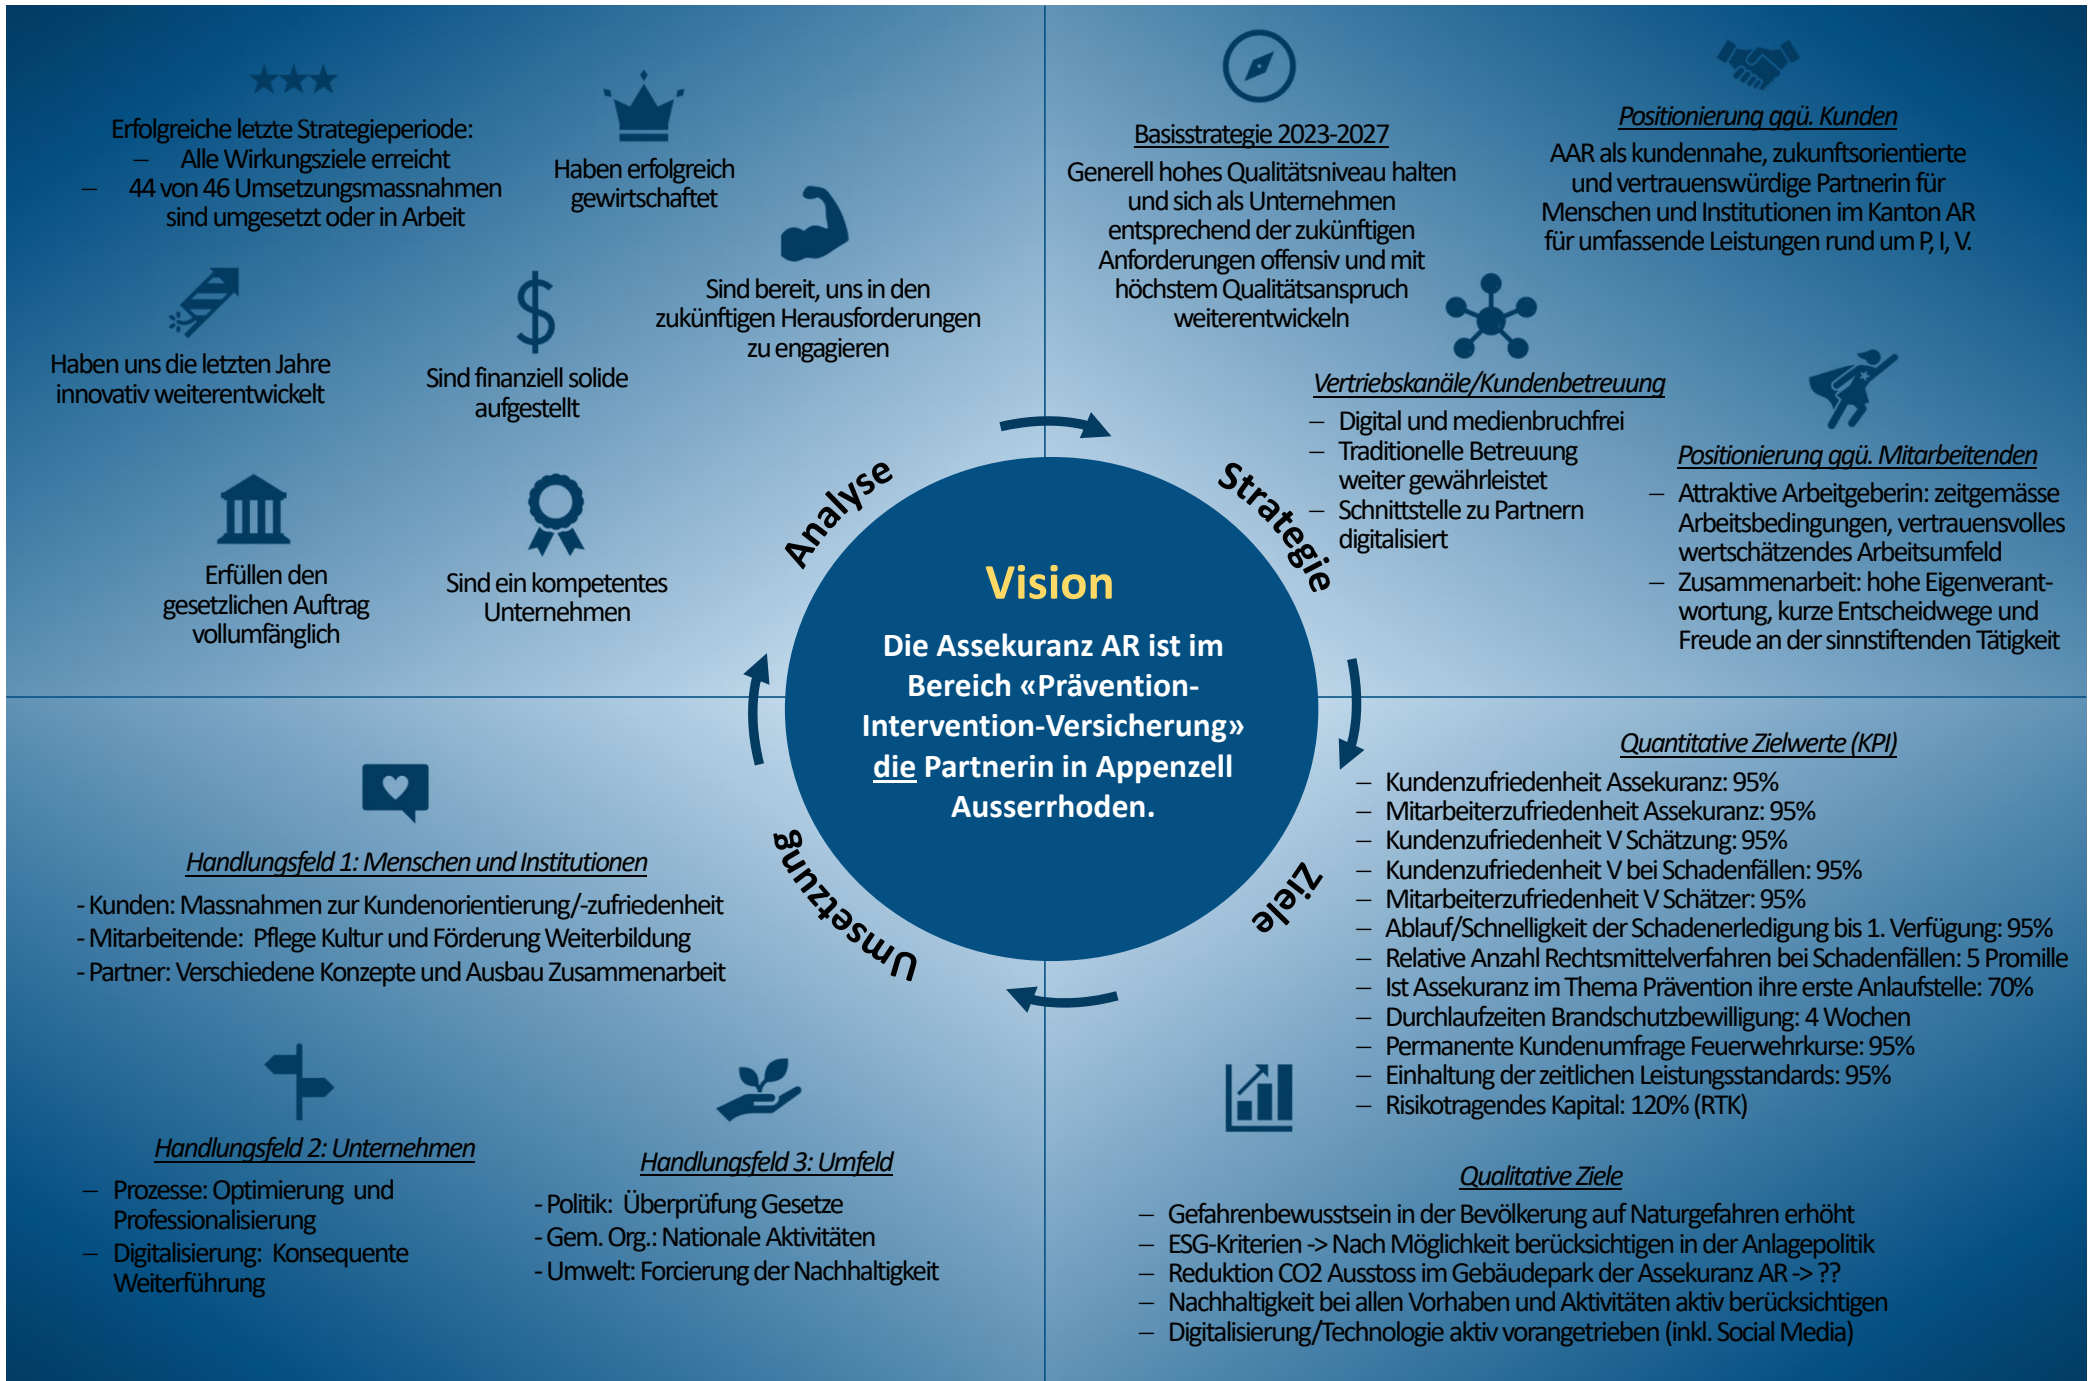 Erfolgreiche letzte Strategieperiode:
– Alle Wirkungsziele erreicht
– 44 von 46 Umsetzungsmassnahmen
sind umgesetzt oder in Arbeit
Haben erfolgreich
gewirtschaftet
Sind bereit, uns in den
zukünftigen Herausforderungen
zu engagieren
Haben uns die letzten Jahre
innovativ weiterentwickelt
Sind finanziell solide
aufgestellt
Erfüllen den
gesetzlichen Auftrag
vollumfänglich
Sind ein kompetentes
Unternehmen
Analyse
Basisstrategie 2023-2027
Generell hohes Qualitätsniveau halten
und sich als Unternehmen
entsprechend der zukünftigen
Anforderungen offensiv und mit
höchstem Qualitätsanspruch
weiterentwickeln
Positionierung ggü. Kunden
AAR als kundennahe, zukunftsorientierte
und vertrauenswürdige Partnerin für
Menschen und Institutionen im Kanton AR
für umfassende Leistungen rund um P, I, V.
Vertriebskanäle/Kundenbetreuung
– Digital und medienbruchfrei
– Traditionelle Betreuung
weiter gewährleistet
– Schnittstelle zu Partnern
digitalisiert
Positionierung ggü. Mitarbeitenden
– Attraktive Arbeitgeberin: zeitgemässe
Arbeitsbedingungen, vertrauensvolles
wertschätzendes Arbeitsumfeld
– Zusammenarbeit: hohe Eigenverant-
wortung, kurze Entscheidwege und
Freude an der sinnstiftenden Tätigkeit
Strategie
Vision
Die Assekuranz AR ist im
Bereich «Prävention-
Intervention-Versicherung»
die Partnerin in Appenzell
Ausserrhoden.
Ziele
Quantitative Zielwerte (KPI)
– Kundenzufriedenheit Assekuranz: 95%
– Mitarbeiterzufriedenheit Assekuranz: 95%
– Kundenzufriedenheit V Schätzung: 95%
– Kundenzufriedenheit V bei Schadenfällen: 95%
– Mitarbeiterzufriedenheit V Schätzer: 95%
– Ablauf/Schnelligkeit der Schadenerledigung bis 1. Verfügung: 95%
– Relative Anzahl Rechtsmittelverfahren bei Schadenfällen: 5 Promille
– Ist Assekuranz im Thema Prävention ihre erste Anlaufstelle: 70%
– Durchlaufzeiten Brandschutzbewilligung: 4 Wochen
– Permanente Kundenumfrage Feuerwehrkurse: 95%
– Einhaltung der zeitlichen Leistungsstandards: 95%
– Risikotragendes Kapital: 120% (RTK)
Qualitative Ziele
– Gefahrenbewusstsein in der Bevölkerung auf Naturgefahren erhöht
– ESG-Kriterien -> Nach Möglichkeit berücksichtigen in der Anlagepolitik
– Reduktion CO2 Ausstoss im Gebäudepark der Assekuranz AR -> ??
– Nachhaltigkeit bei allen Vorhaben und Aktivitäten aktiv berücksichtigen
– Digitalisierung/Technologie aktiv vorangetrieben (inkl. Social Media)
Umsetzung
Handlungsfeld 1: Menschen und Institutionen
- Kunden: Massnahmen zur Kundenorientierung/-zufriedenheit
- Mitarbeitende: Pflege Kultur und Förderung Weiterbildung
- Partner: Verschiedene Konzepte und Ausbau Zusammenarbeit
Handlungsfeld 2: Unternehmen
– Prozesse: Optimierung und
Professionalisierung
– Digitalisierung: Konsequente
Weiterführung
Handlungsfeld 3: Umfeld
- Politik: Überprüfung Gesetze
- Gem. Org.: Nationale Aktivitäten
- Umwelt: Forcierung der Nachhaltigkeit